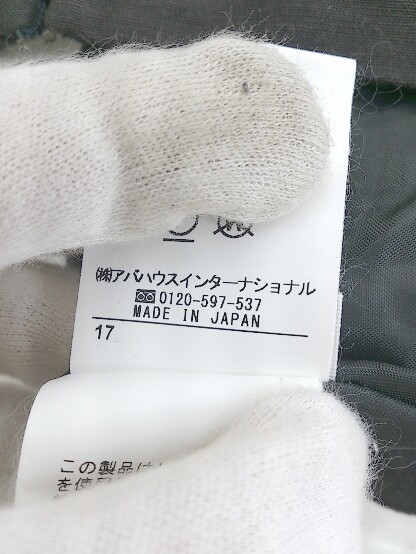 ㈱アバハウスインターナショナル
0120-597-537
MADE IN JAPAN
17
この製品は
を使用